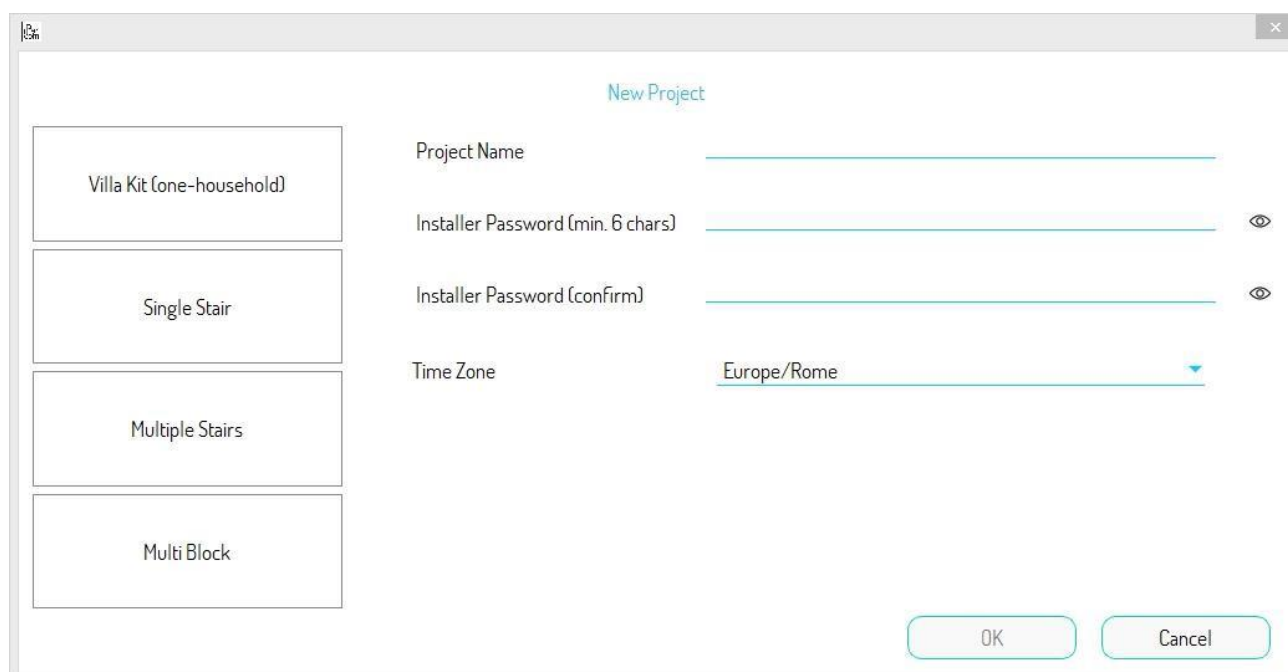 New Project
Villa Kit (one-household)
Single Stair
Multiple Stairs
Multi Block
Project Name
Installer Password (min. 6 chars)
Installer Password (confirm)
Time Zone
Europe/Rome
OK
Cancel